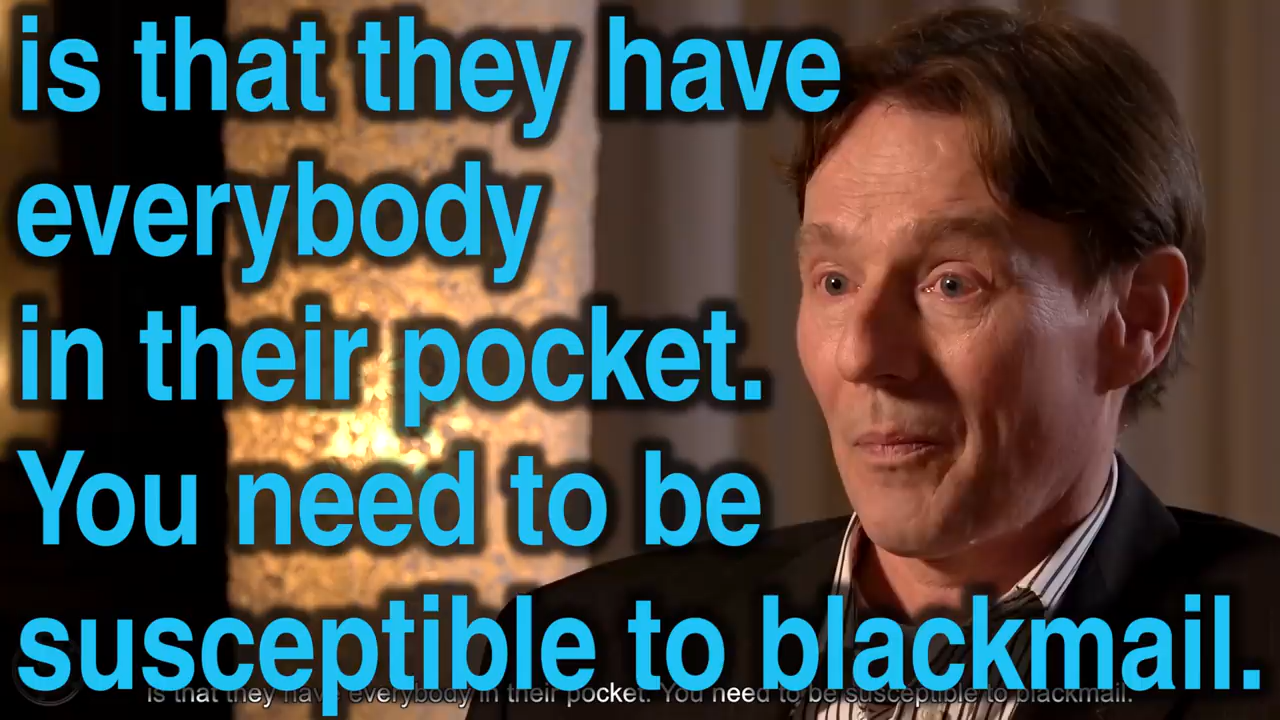 is that they have
everybody
in their pocket.
You need to be
susceptible to blackmail.
Is that they have everybody in their pocket. You need to be susceptible to blackmail.